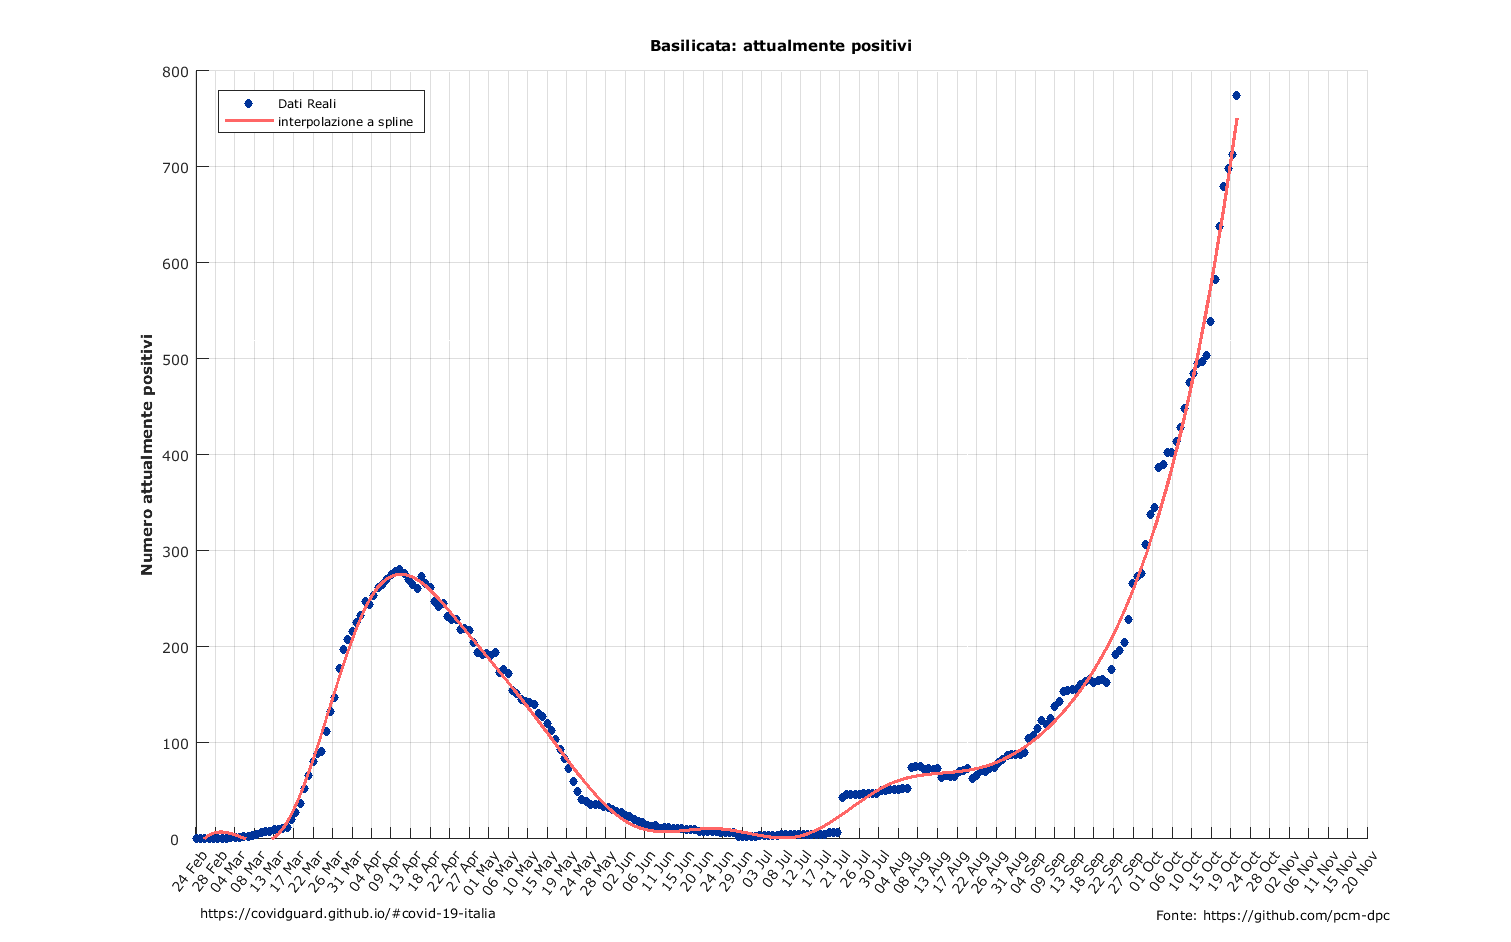 Basilicata: attualmente positivi
Dati Reali
interpolazione a spline
Numero attualmente positivi
800
700
600
500
400
300
200
100
0
24 Feb
28 Feb
04 Mar
08 Mar
13 Mar
17 Mar
22 Mar
26 Mar
31 Mar
04 Apr
09 Apr
13 Apr
18 Apr
22 Apr
27 Apr
01 May
06 May
10 May
15 May
19 May
24 May
28 May
02 Jun
06 Jun
11 Jun
15 Jun
20 Jun
24 Jun
29 Jun
03 Jul
08 Jul
12 Jul
17 Jul
21 Jul
26 Jul
30 Jul
04 Aug
08 Aug
13 Aug
17 Aug
22 Aug
26 Aug
31 Aug
04 Sep
09 Sep
13 Sep
18 Sep
22 Sep
27 Sep
01 Oct
06 Oct
10 Oct
15 Oct
19 Oct
24 Oct
28 Oct
02 Nov
06 Nov
11 Nov
15 Nov
20 Nov
https://covidguard.github.io/#covid-19-italia
Fonte: https://github.com/pcm-dpc